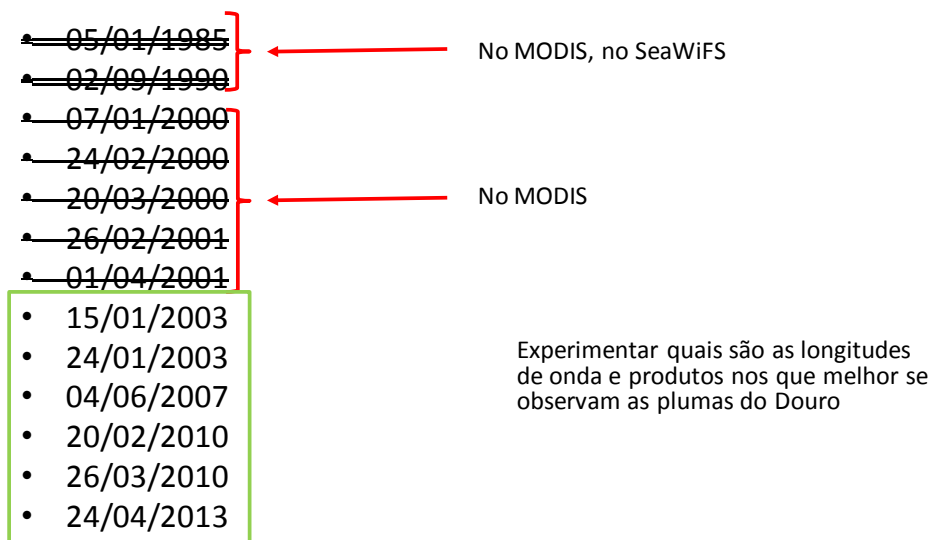 • 05/01/1985
No MODIS, no SeaWiFS
• 02/09/1990
• 07/01/2000
• 24/02/2000
• 20/03/2000
No MODIS
• 26/02/2001
• 01/04/2001
• 15/01/2003
• 24/01/2003
• 04/06/2007
• 20/02/2010
• 26/03/2010
• 24/04/2013
Experimentar quais são as longitudes
de onda e produtos nos que melhor se
observam as plumas do Douro